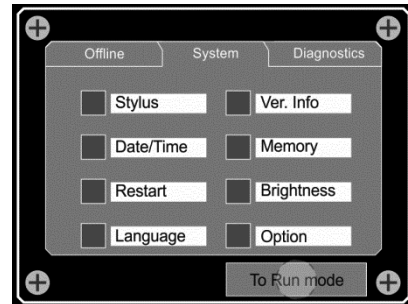 Offline System Diagnostics
Stylus Ver. Info
Date/Time Memory
Restart Brightness
Language Option
To Run mode